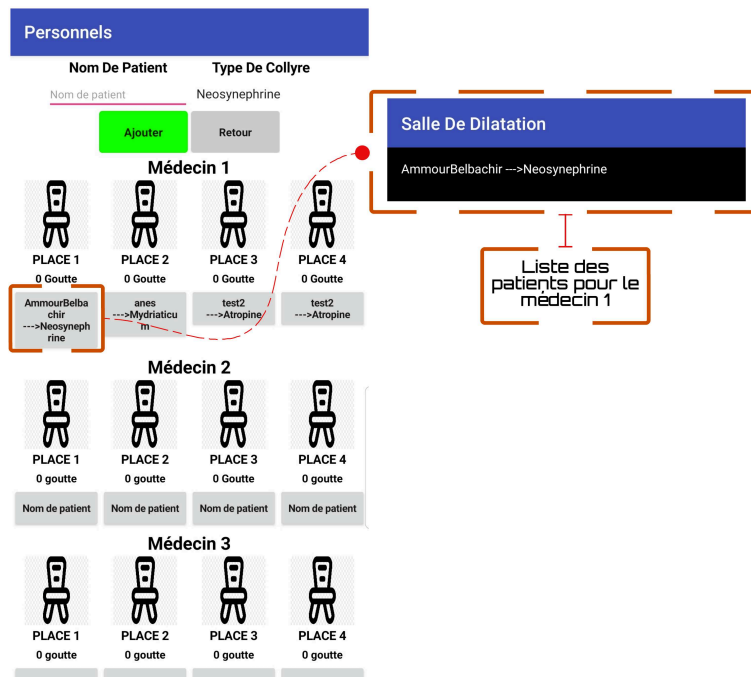 Personnels
Nom De Patient Type De Collyre
Nom de patient Neosynephrine
Ajouter Retour
Médecin 1
PLACE 1 PLACE 2 PLACE 3 PLACE 4
0 Goutte 0 Goutte 0 Goutte 0 Goutte
AmmourBelba
chir
--->Neosyneph
rine
anes
--->Mydriaticu
m
test2
--->Atropine
test2
--->Atropine
Médecin 2
PLACE 1 PLACE 2 PLACE 3 PLACE 4
0 goutte 0 goutte 0 Goutte 0 goutte
Nom de patient Nom de patient Nom de patient Nom de patient
Médecin 3
PLACE 1 PLACE 2 PLACE 3 PLACE 4
0 goutte 0 goutte 0 goutte 0 goutte
Salle De Dilatation
AmmourBelbachir --->Neosynephrine
Liste des
patients pour le
médecin 1